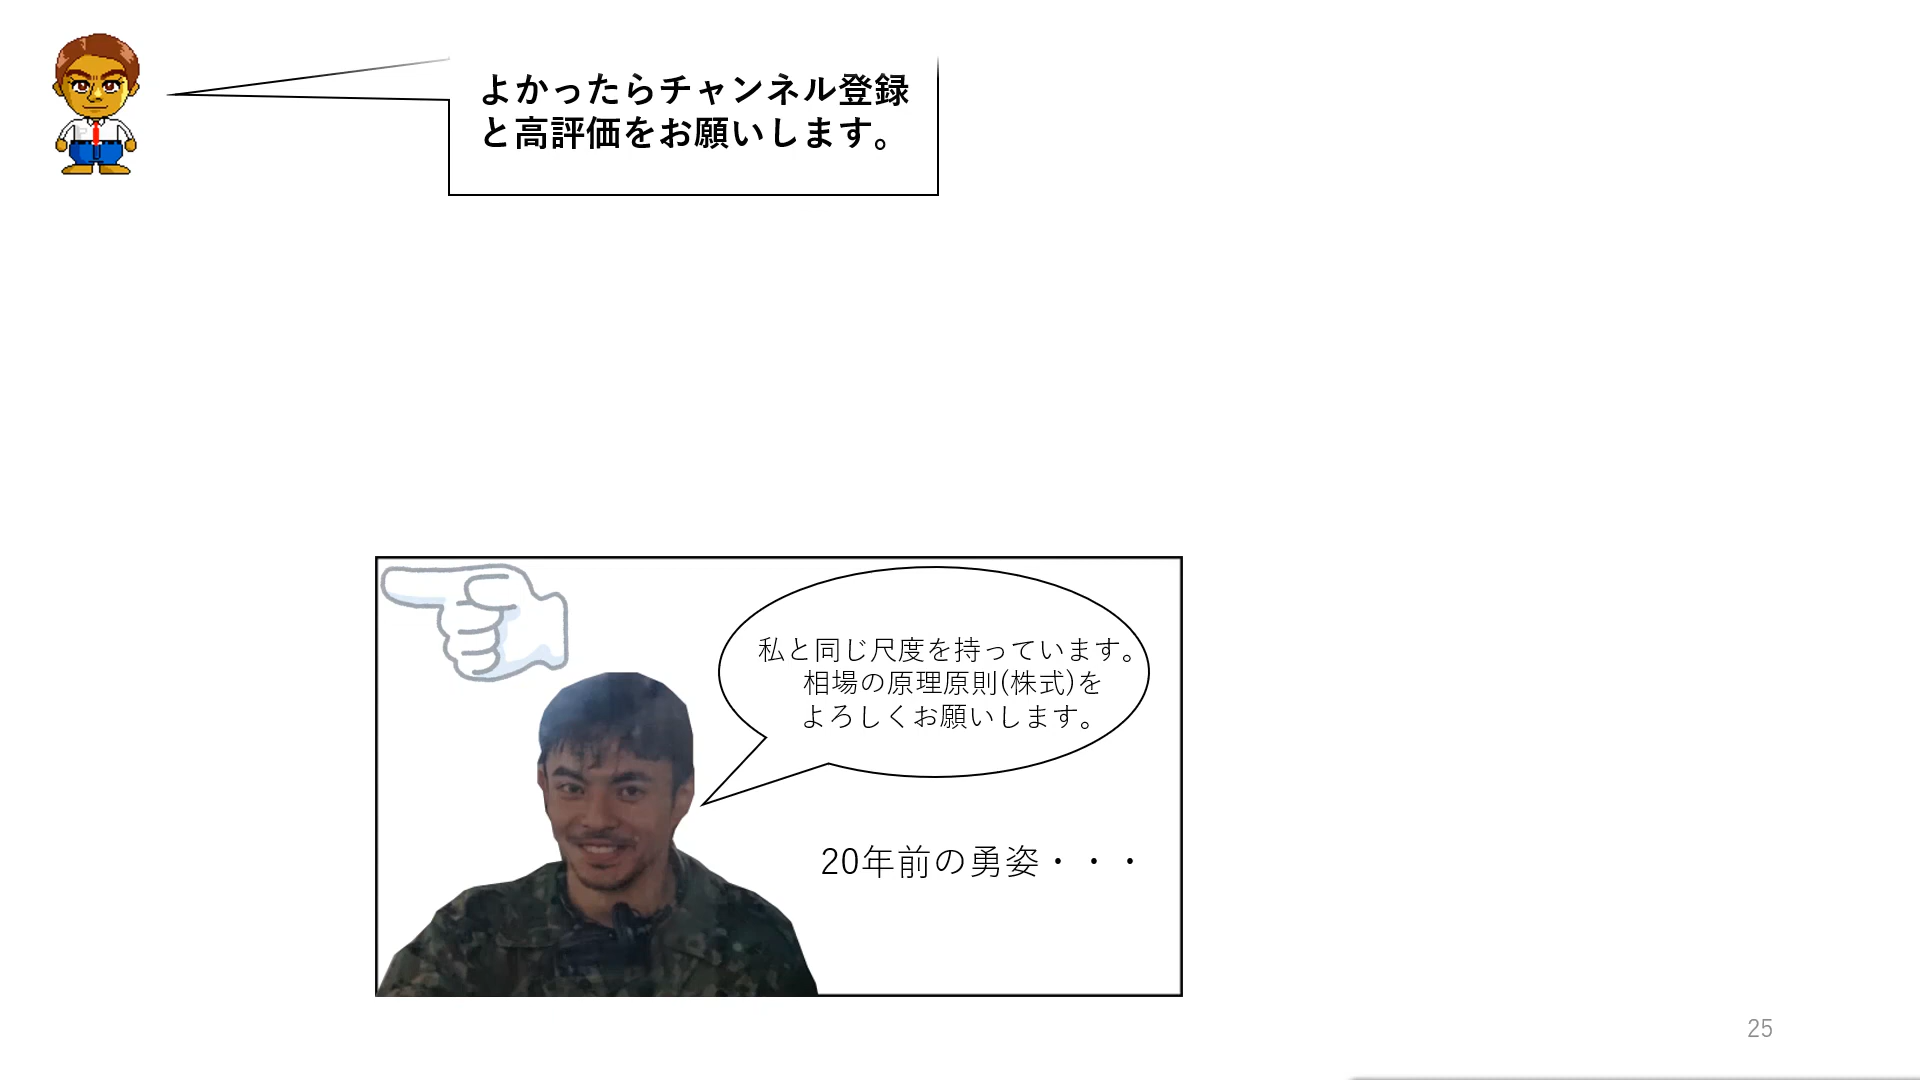 よかったらチャンネル登録
と高評価をお願いします。
私と同じ尺度を持っています。
相場の原理原則(株式)を
よろしくお願いします。
20年前の勇姿・・・
25